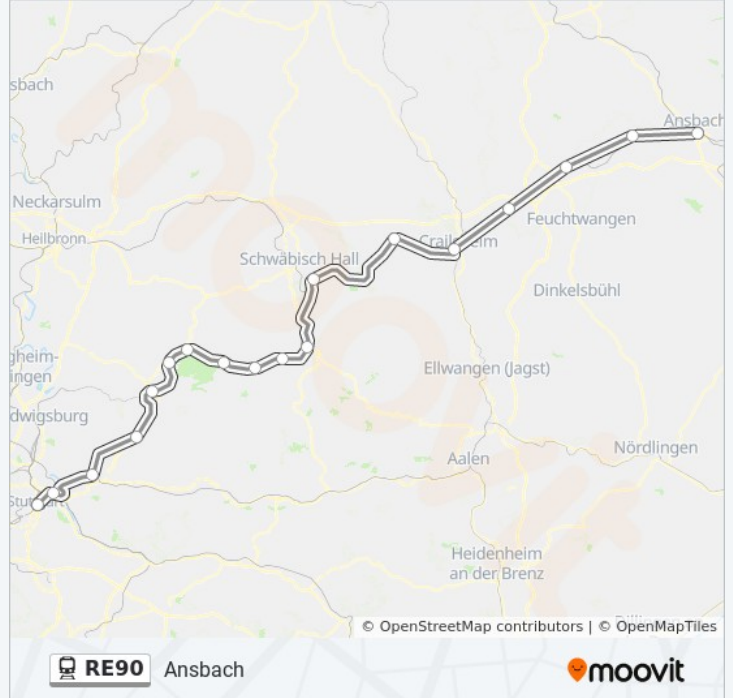 sbach
Ansbach
Neckarsulm
Heilbronn
Feuchtwangen
Crailsheim
Schwäbisch Hall
Dinkelsbühl
gheim-
ingen
Ellwangen (Jagst)
dwigsburg
Nördlingen
Aalen
Stuttgart
Heidenheim
an der Brenz
© OpenStreetMap contributors | © OpenMapTiles
RE90 Ansbach
moovit